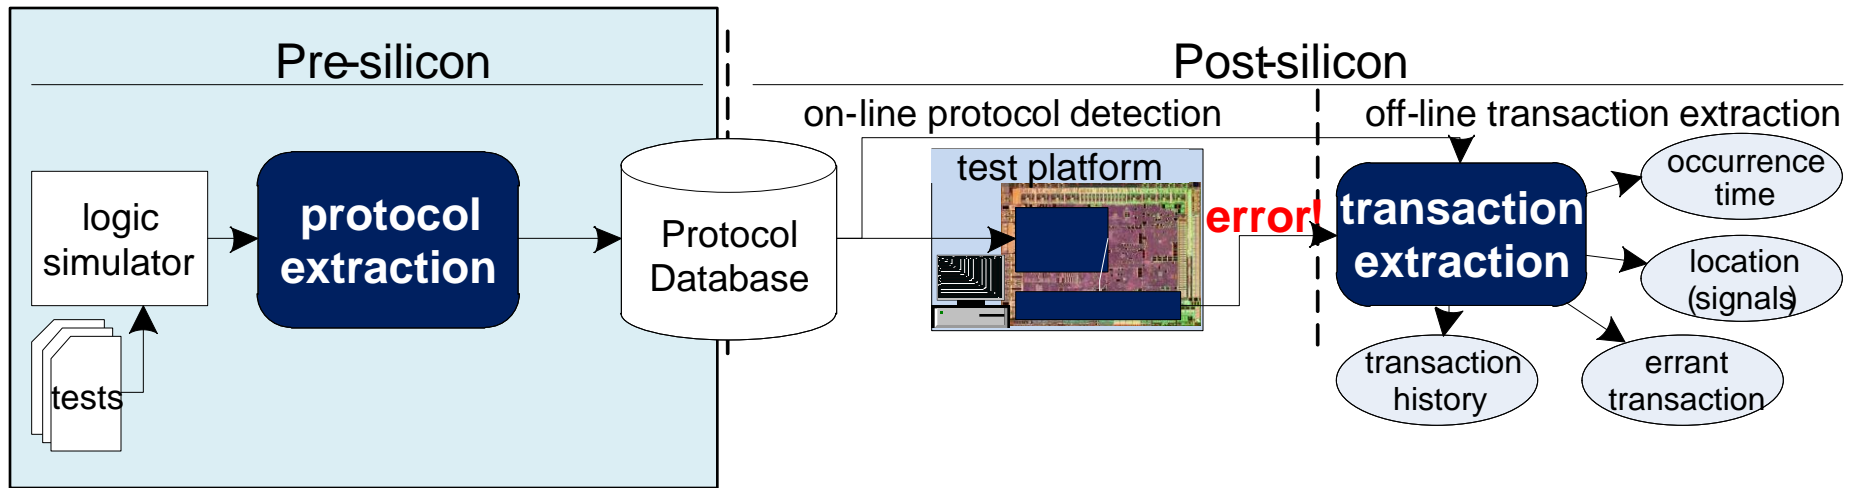 Pre-silicon
Post-silicon
on-line protocol detection
off-line transaction extraction
tests
logic
simulator
protocol
extraction
Protocol
Database
test platform
error!
transaction
extraction
occurrence
time
location
(signals)
errant
transaction
transaction
history